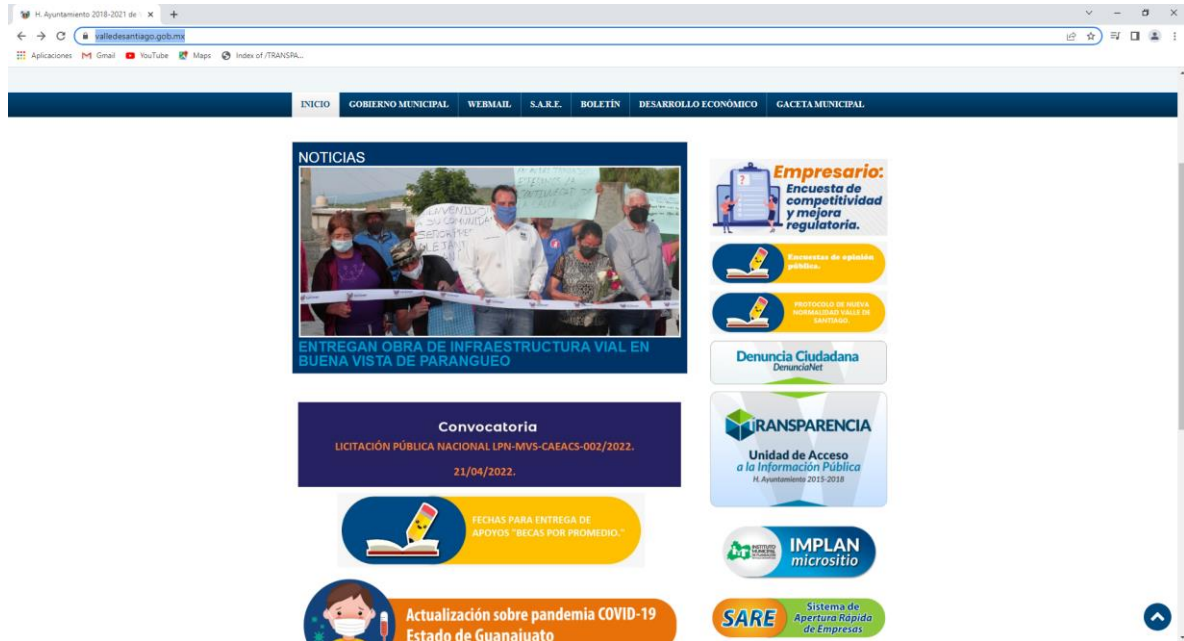 H. Ayuntamiento 2018-2021 de
valledesantiago.gob.mx
Aplicaciones Gmail YouTube Maps Index of /TRANSPA...
INICIO GOBIERNO MUNICIPAL WEBMAIL S.A.R.E. BOLETÍN DESARROLLO ECONÓMICO GACETA MUNICIPAL
NOTICIAS
ENTREGAN OBRA DE INFRAESTRUCTURA VIAL EN
BUENA VISTA DE PARANGUEO
Convocatoria
LICITACIÓN PÚBLICA NACIONAL LPN-MVS-CAEACS-002/2022.
21/04/2022.
FECHAS PARA ENTREGA DE
APOYOS "BECAS POR PROMEDIO."
Actualización sobre pandemia COVID-19
Estado de Guanajuato
Empresario:
Encuesta de
competitividad
y mejora
regulatoria.
Encuestas de opinión
pública.
PROTOCOLO DE NUEVA
NORMALIDAD VALLE DE
SANTIAGO.
Denuncia Ciudadana
DenunciaNet
TRANSPARENCIA
Unidad de Acceso
a la Información Pública
H. Ayuntamiento 2015-2018
INSTITUTO
MUNICIPAL
IMPLAN
micrositio
SARE
Sistema de
Apertura Rápida
de Empresas